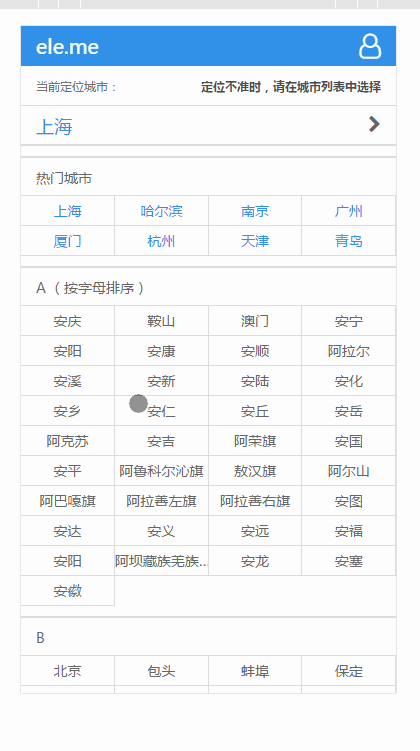 ele.me
当前定位城市： 定位不准时，请在城市列表中选择
上海
热门城市
上海 哈尔滨 南京 广州
厦门 杭州 天津 青岛
A（按字母排序）
安庆 鞍山 澳门 安宁
安阳 安康 安顺 阿拉尔
安溪 安新 安陆 安化
安乡 安仁 安丘 安岳
阿克苏 安吉 阿荣旗 安国
安平 阿鲁科尔沁旗 敖汉旗 阿尔山
阿巴嘎旗 阿拉善左旗 阿拉善右旗 安图
安达 安义 安远 安福
安阳 阿坝藏族羌族... 安龙 安塞
安徽
B
北京 包头 蚌埠 保定